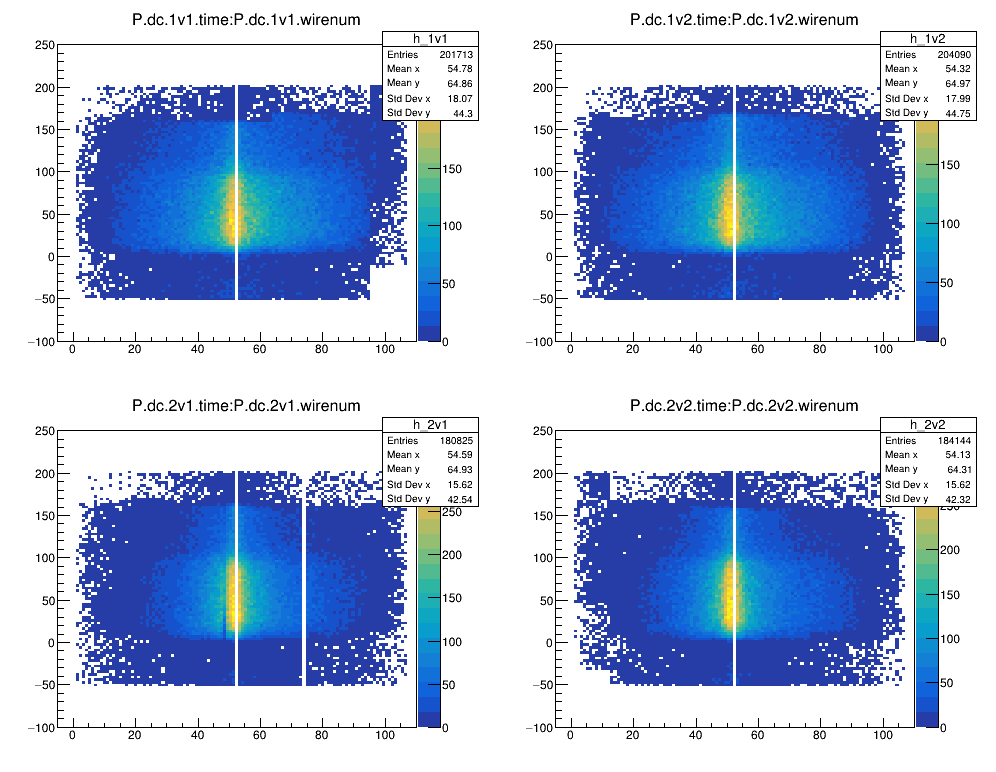 P.dc.1v1.time:P.dc.1v1.wirenum
h_1v1
Entries 201713
Mean x 54.78
Mean y 64.86
Std Dev x 18.07
Std Dev y 44.3
250
200
150
100
50
0
−50
−100
0 20 40 60 80 100
150
100
50
0
P.dc.1v2.time:P.dc.1v2.wirenum
h_1v2
Entries 204090
Mean x 54.32
Mean y 64.97
Std Dev x 17.99
Std Dev y 44.75
250
200
150
100
50
0
−50
−100
0 20 40 60 80 100
150
100
50
0
P.dc.2v1.time:P.dc.2v1.wirenum
h_2v1
Entries 180825
Mean x 54.59
Mean y 64.93
Std Dev x 15.62
Std Dev y 42.54
250
200
150
100
50
0
−50
−100
0 20 40 60 80 100
250
200
150
100
50
0
P.dc.2v2.time:P.dc.2v2.wirenum
h_2v2
Entries 184144
Mean x 54.13
Mean y 64.31
Std Dev x 15.62
Std Dev y 42.32
250
200
150
100
50
0
−50
−100
0 20 40 60 80 100
250
200
150
100
50
0